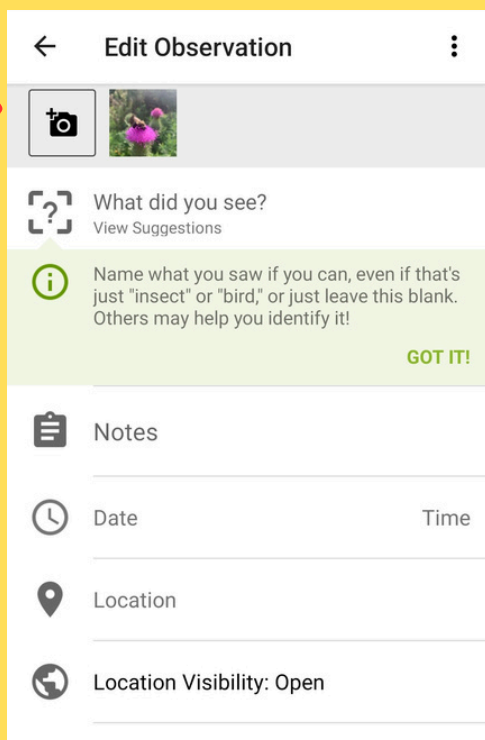 Edit Observation
What did you see?
View Suggestions
Name what you saw if you can, even if that's
just "insect" or "bird," or just leave this blank.
Others may help you identify it!
GOT IT!
Notes
Date Time
Location
Location Visibility: Open